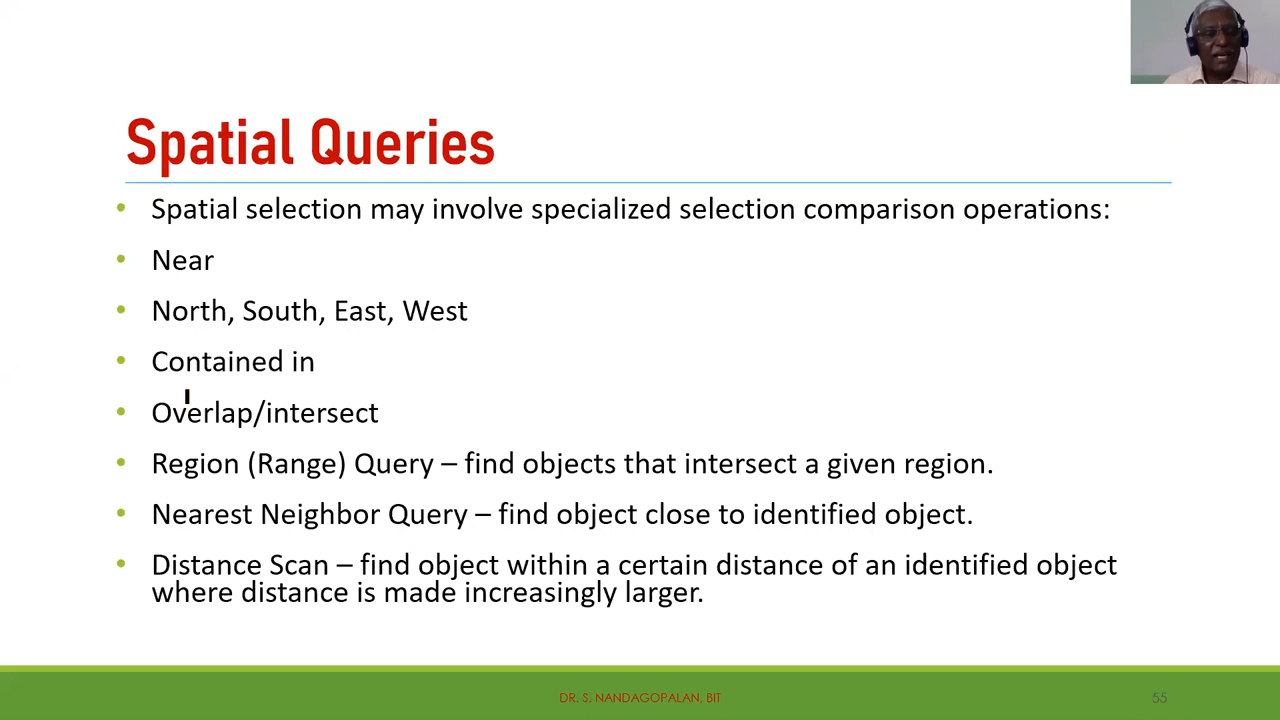 Spatial Queries
• Spatial selection may involve specialized selection comparison operations:
• Near
• North, South, East, West
• Contained in
• Overlap/intersect
• Region (Range) Query – find objects that intersect a given region.
• Nearest Neighbor Query – find object close to identified object.
• Distance Scan – find object within a certain distance of an identified object
where distance is made increasingly larger.
DR. S. NANDAGOPALAN, BIT
55